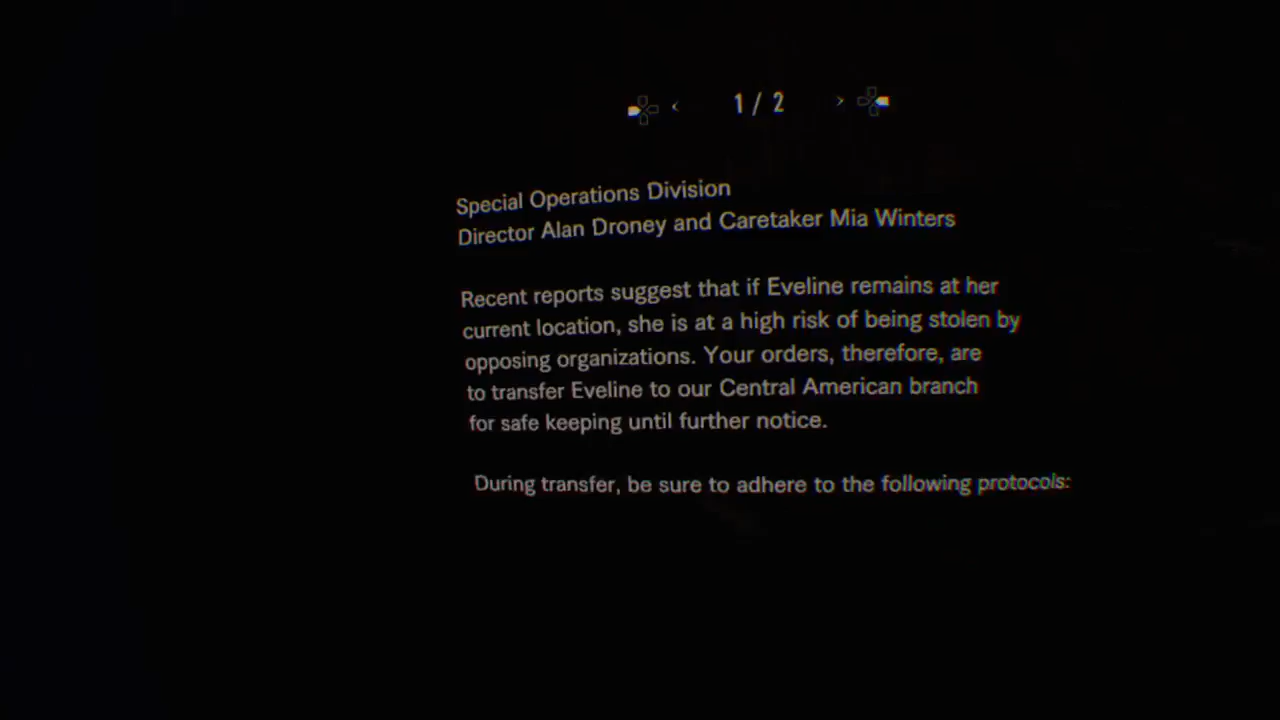 < 1 / 2 >
Special Operations Division
Director Alan Droney and Caretaker Mia Winters
Recent reports suggest that if Eveline remains at her
current location, she is at a high risk of being stolen by
opposing organizations. Your orders, therefore, are
to transfer Eveline to our Central American branch
for safe keeping until further notice.
During transfer, be sure to adhere to the following protocols: